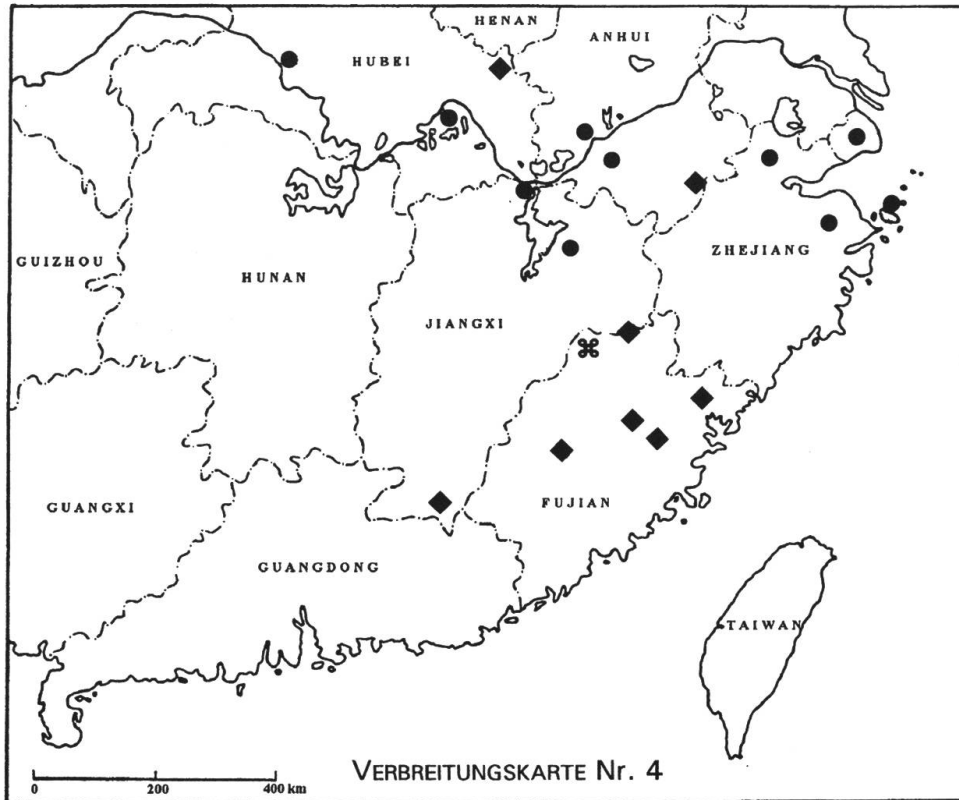 HENAN
ANHUI
HUBEI
ZHEJIANG
GUIZHOU
HUNAN
JIANGXI
GUANGXI
FUJIAN
GUANGDONG
TAIWAN
0 200 400 km
VERBREITUNGSKARTE Nr. 4